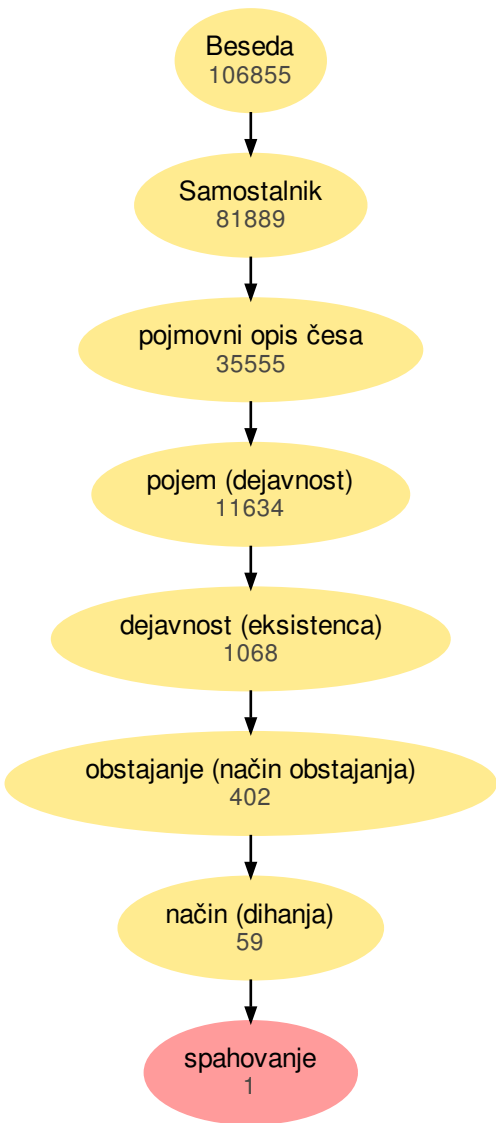 Beseda
106855
Samostalnik
81889
pojmovni opis česa
35555
pojem (dejavnost)
11634
dejavnost (eksistenca)
1068
obstajanje (način obstajanja)
402
način (dihanja)
59
spahovanje
1